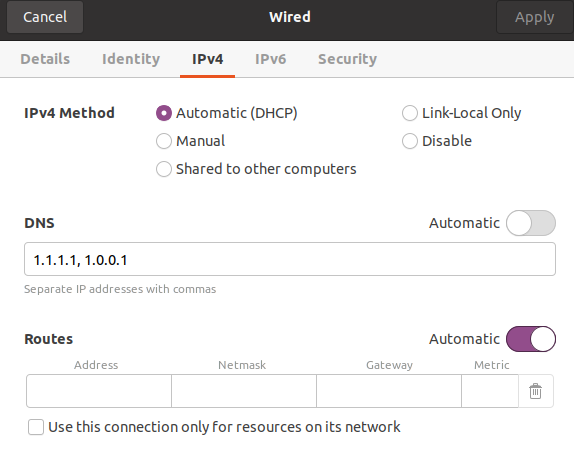 Cancel Wired Apply
Details Identity IPv4 IPv6 Security
IPv4 Method Automatic (DHCP) Link-Local Only
Manual Disable
Shared to other computers
DNS Automatic
1.1.1.1, 1.0.0.1
Separate IP addresses with commas
Routes Automatic
Address Netmask Gateway Metric
Use this connection only for resources on its network